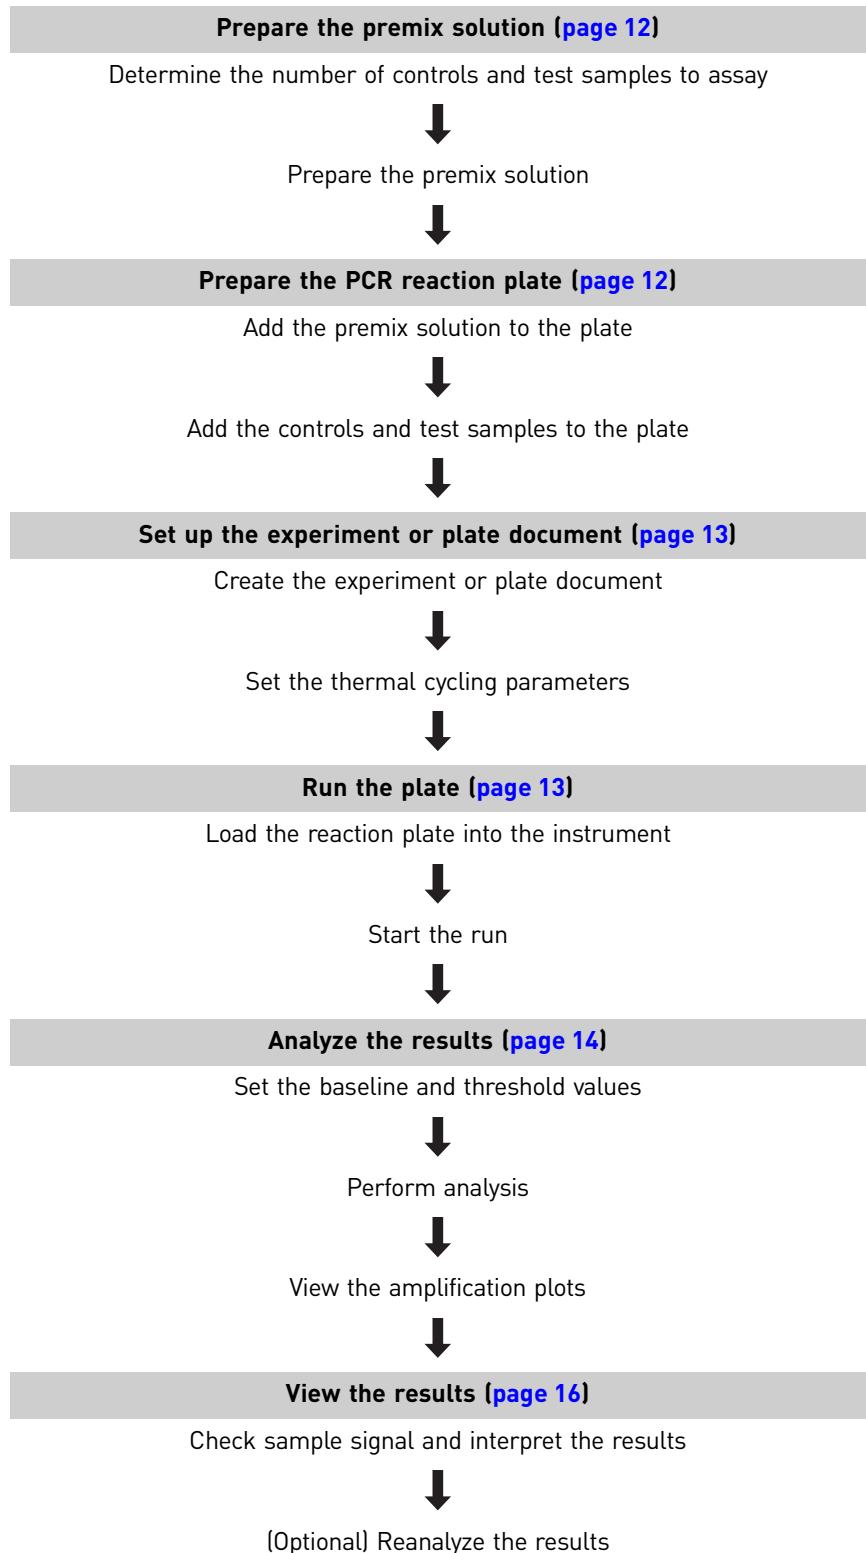 Prepare the premix solution (page 12)
Determine the number of controls and test samples to assay
Prepare the premix solution
Prepare the PCR reaction plate (page 12)
Add the premix solution to the plate
Add the controls and test samples to the plate
Set up the experiment or plate document (page 13)
Create the experiment or plate document
Set the thermal cycling parameters
Run the plate (page 13)
Load the reaction plate into the instrument
Start the run
Analyze the results (page 14)
Set the baseline and threshold values
Perform analysis
View the amplification plots
View the results (page 16)
Check sample signal and interpret the results
(Optional) Reanalyze the results